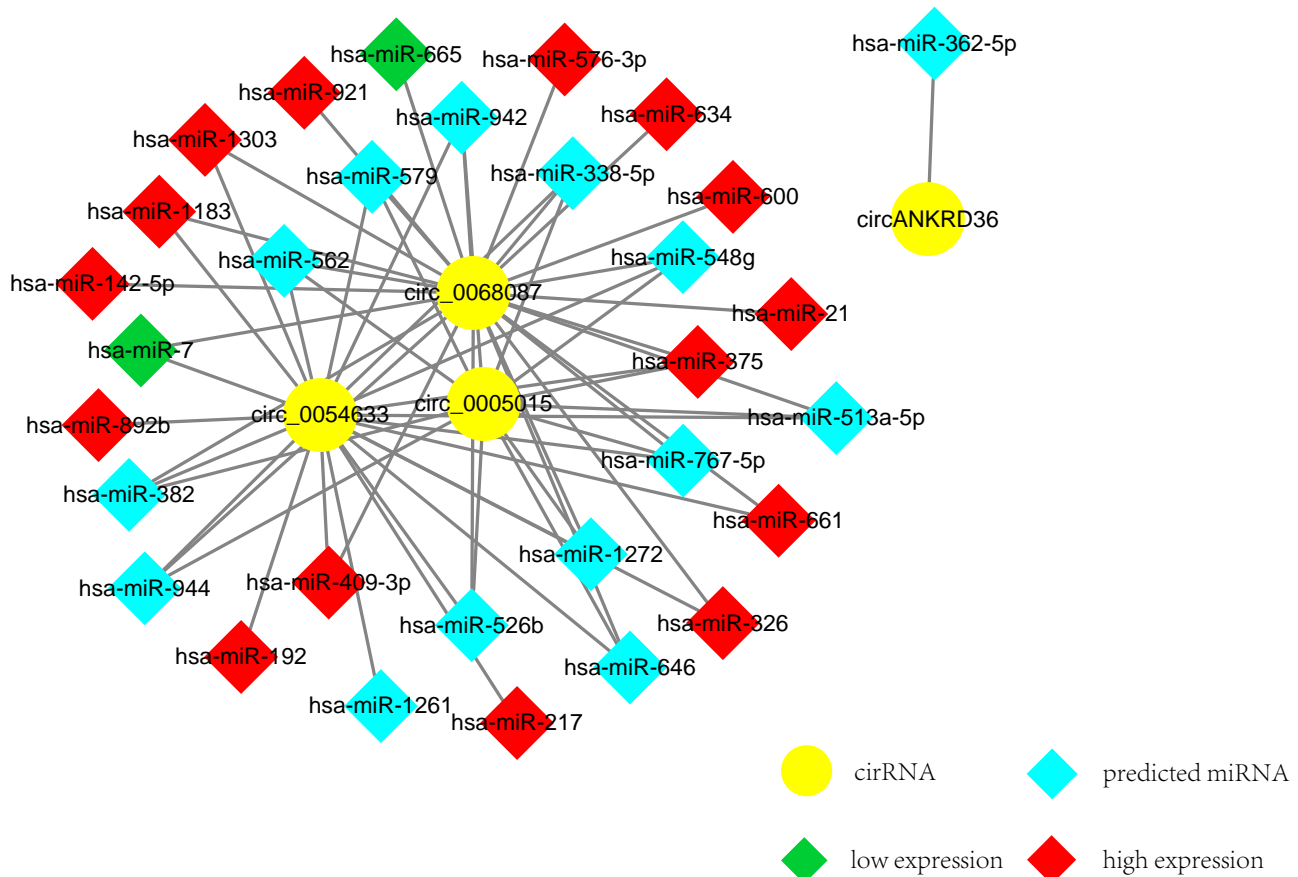 hsa-miR-362-5p
hsa-miR-665
hsa-miR-576-3p
hsa-miR-921
hsa-miR-942
hsa-miR-634
hsa-miR-1303
hsa-miR-579
hsa-miR-338-5p
hsa-miR-600
hsa-miR-1183
circANKRD36
hsa-miR-562
hsa-miR-548g
hsa-miR-142-5p
circ_0068087
hsa-miR-21
hsa-miR-7
hsa-miR-375
circ_0054633
circ_0005015
hsa-miR-513a-5p
hsa-miR-892b
hsa-miR-767-5p
hsa-miR-382
hsa-miR-661
hsa-miR-1272
hsa-miR-944
hsa-miR-409-3p
hsa-miR-526b
hsa-miR-326
hsa-miR-192
hsa-miR-646
hsa-miR-1261
hsa-miR-217
cirRNA
predicted miRNA
low expression
high expression